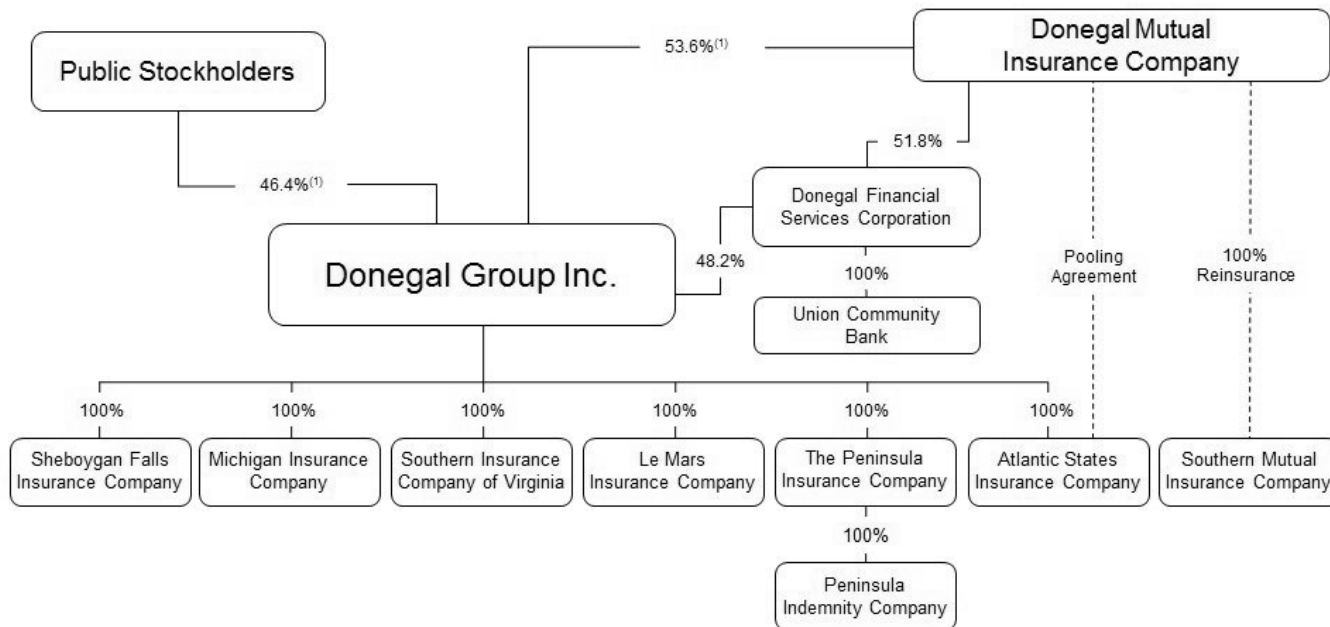 Public Stockholders
53.6%(1)
Donegal Mutual
Insurance Company
46.4%(1)
51.8%
Donegal Financial
Services Corporation
Donegal Group Inc.
48.2%
100%
Union Community
Bank
Pooling
Agreement
100%
Reinsurance
100%
100%
100%
100%
100%
100%
Sheboygan Falls
Insurance Company
Michigan Insurance
Company
Southern Insurance
Company of Virginia
Le Mars
Insurance Company
The Peninsula
Insurance Company
Atlantic States
Insurance Company
Southern Mutual
Insurance Company
100%
Peninsula
Indemnity Company